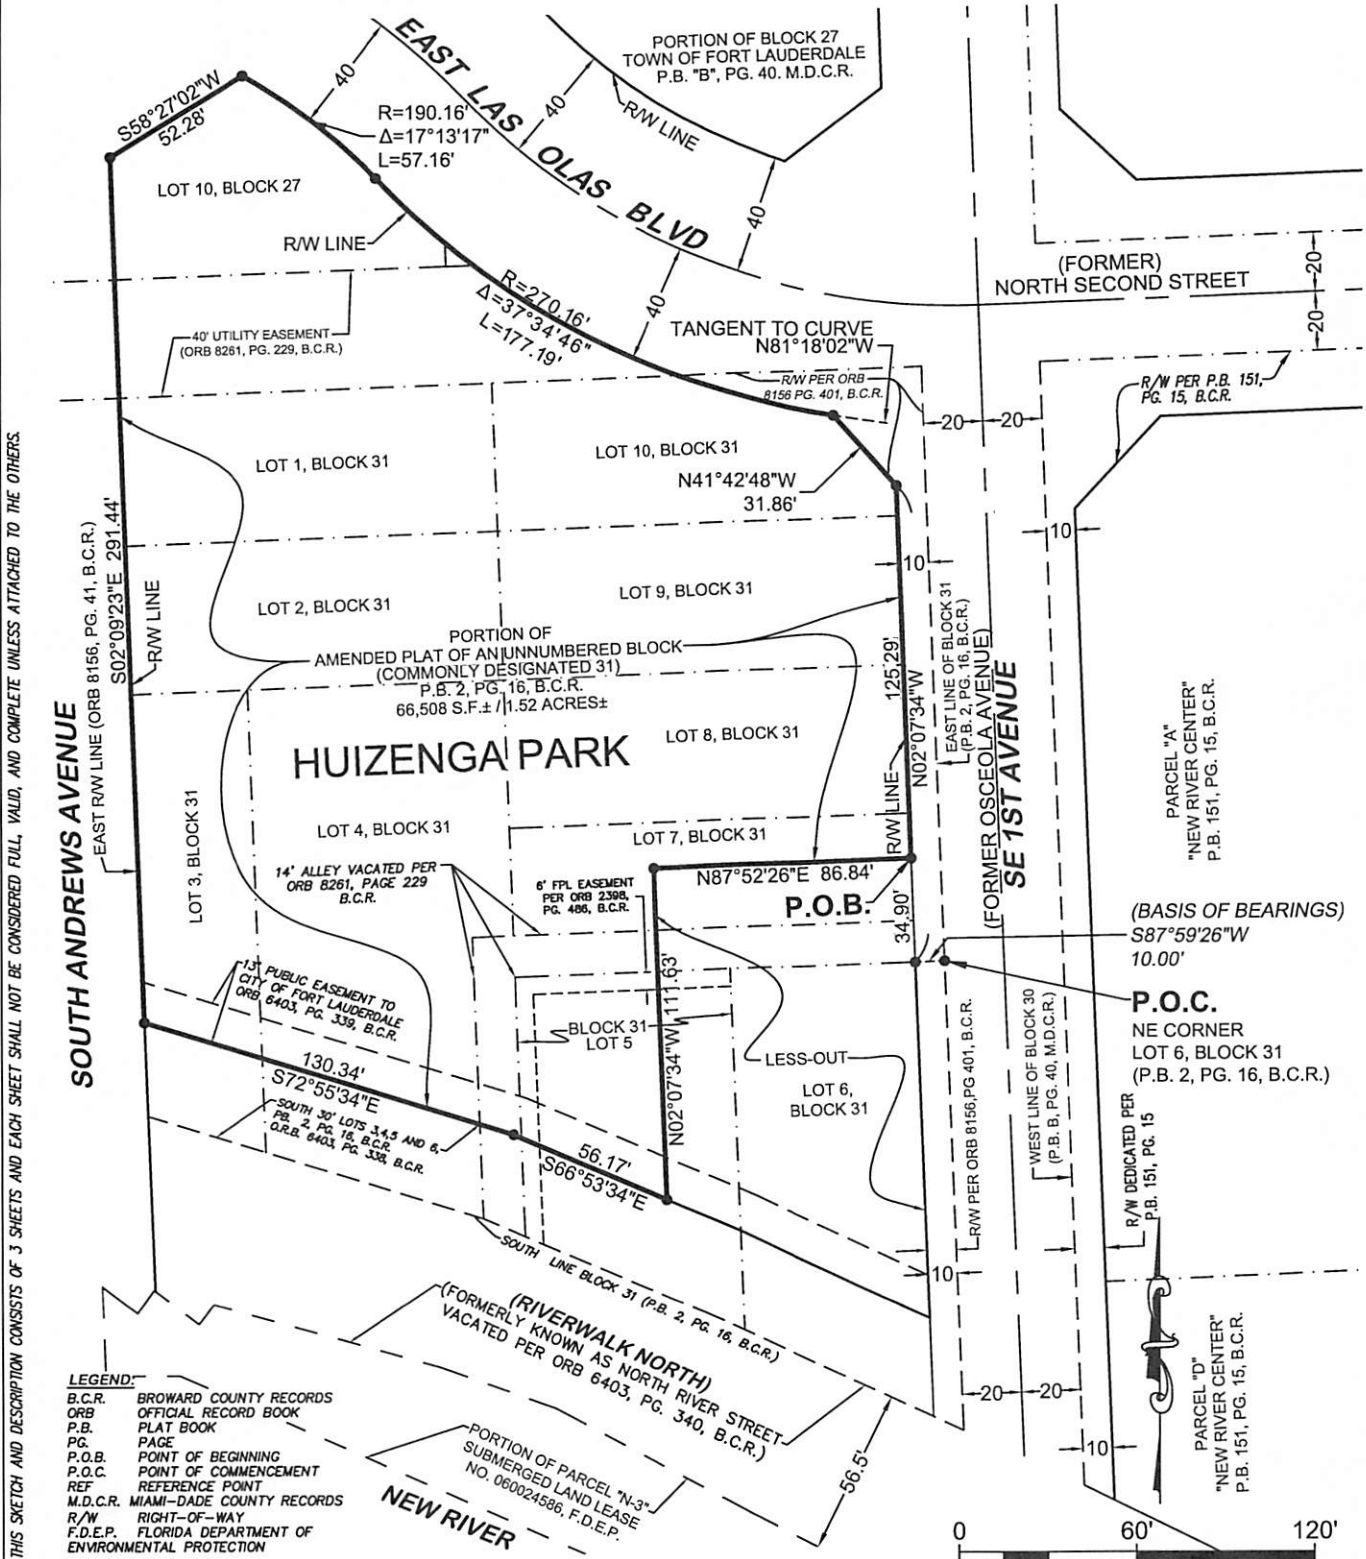 THIS SKETCH AND DESCRIPTION CONSISTS OF 3 SHEETS AND EACH SHEET SHALL NOT BE CONSIDERED FULL, VALID, AND COMPLETE UNLESS ATTACHED TO THE OTHERS.
PORTION OF BLOCK 27
TOWN OF FORT LAUDERDALE
P.B. "B", PG. 40. M.D.C.R.
EAST LAS OLAS BLVD
40
40
40
40
R/W LINE
S58°27'02"W
52.28'
R=190.16'
Δ=17°13'17"
L=57.16'
LOT 10, BLOCK 27
R/W LINE
R=270.16'
Δ=37°34'46"
L=177.19'
(FORMER)
NORTH SECOND STREET
20
20
TANGENT TO CURVE
N81°18'02"W
40' UTILITY EASEMENT
(ORB 8261, PG. 229, B.C.R.)
R/W PER ORB
8156 PG. 401, B.C.R.
R/W PER P.B. 151,
PG. 15, B.C.R.
20
20
LOT 1, BLOCK 31
LOT 10, BLOCK 31
N41°42'48"W
31.86'
10
10
LOT 2, BLOCK 31
LOT 9, BLOCK 31
SOUTH ANDREWS AVENUE
EAST R/W LINE (ORB 8156, PG. 41, B.C.R.)
S02°09'23"E 291.44'
R/W LINE
PORTION OF
AMENDED PLAT OF AN UNNUMBERED BLOCK
(COMMONLY DESIGNATED 31)
P.B. 2, PG. 16, B.C.R.
66,508 S.F.± / 1.52 ACRES±
HUIZENGA PARK
LOT 8, BLOCK 31
125.29'
N02°07'34"W
R/W LINE
EAST LINE OF BLOCK 31
(P.B. 2, PG. 16, B.C.R.)
(FORMER OSCEOLA AVENUE)
SE 1ST AVENUE
PARCEL "A"
"NEW RIVER CENTER"
P.B. 151, PG. 15, B.C.R.
LOT 3, BLOCK 31
LOT 4, BLOCK 31
LOT 7, BLOCK 31
14' ALLEY VACATED PER
ORB 8261, PAGE 229
B.C.R.
6' FPL EASEMENT
PER ORB 2398,
PG. 486, B.C.R.
N87°52'26"E 86.84'
P.O.B.
34.90'
(BASIS OF BEARINGS)
S87°59'26"W
10.00'
P.O.C.
NE CORNER
LOT 6, BLOCK 31
(P.B. 2, PG. 16, B.C.R.)
13' PUBLIC EASEMENT TO
CITY OF FORT LAUDERDALE
ORB 6403, PG. 339, B.C.R.
BLOCK 31
LOT 5
N02°07'34"W 111.63'
LESS-OUT
LOT 6,
BLOCK 31
R/W PER ORB 8156,PG 401, B.C.R.
WEST LINE OF BLOCK 30
(P.B. B, PG. 40, M.D.C.R.)
R/W DEDICATED PER
P.B. 151, PG. 15
130.34'
S72°55'34"E
SOUTH 30' LOTS 3,4,5 AND 6,
PB. 2, PG. 16, B.C.R.
O.R.B. 6403, PG. 338, B.C.R.
56.17'
S66°53'34"E
SOUTH LINE BLOCK 31 (P.B. 2, PG. 16, B.C.R.)
10
(RIVERWALK NORTH)
(FORMERLY KNOWN AS NORTH RIVER STREET
VACATED PER ORB 6403, PG. 340, B.C.R.)
20
20
10
PARCEL "D"
"NEW RIVER CENTER"
P.B. 151, PG. 15, B.C.R.
56.5'
PORTION OF PARCEL "N-3"
SUBMERGED LAND LEASE
NO. 060024586, F.D.E.P.
NEW RIVER
LEGEND:
B.C.R. BROWARD COUNTY RECORDS
ORB OFFICIAL RECORD BOOK
P.B. PLAT BOOK
PG. PAGE
P.O.B. POINT OF BEGINNING
P.O.C. POINT OF COMMENCEMENT
REF REFERENCE POINT
M.D.C.R. MIAMI-DADE COUNTY RECORDS
R/W RIGHT-OF-WAY
F.D.E.P. FLORIDA DEPARTMENT OF
ENVIRONMENTAL PROTECTION
0 60' 120'